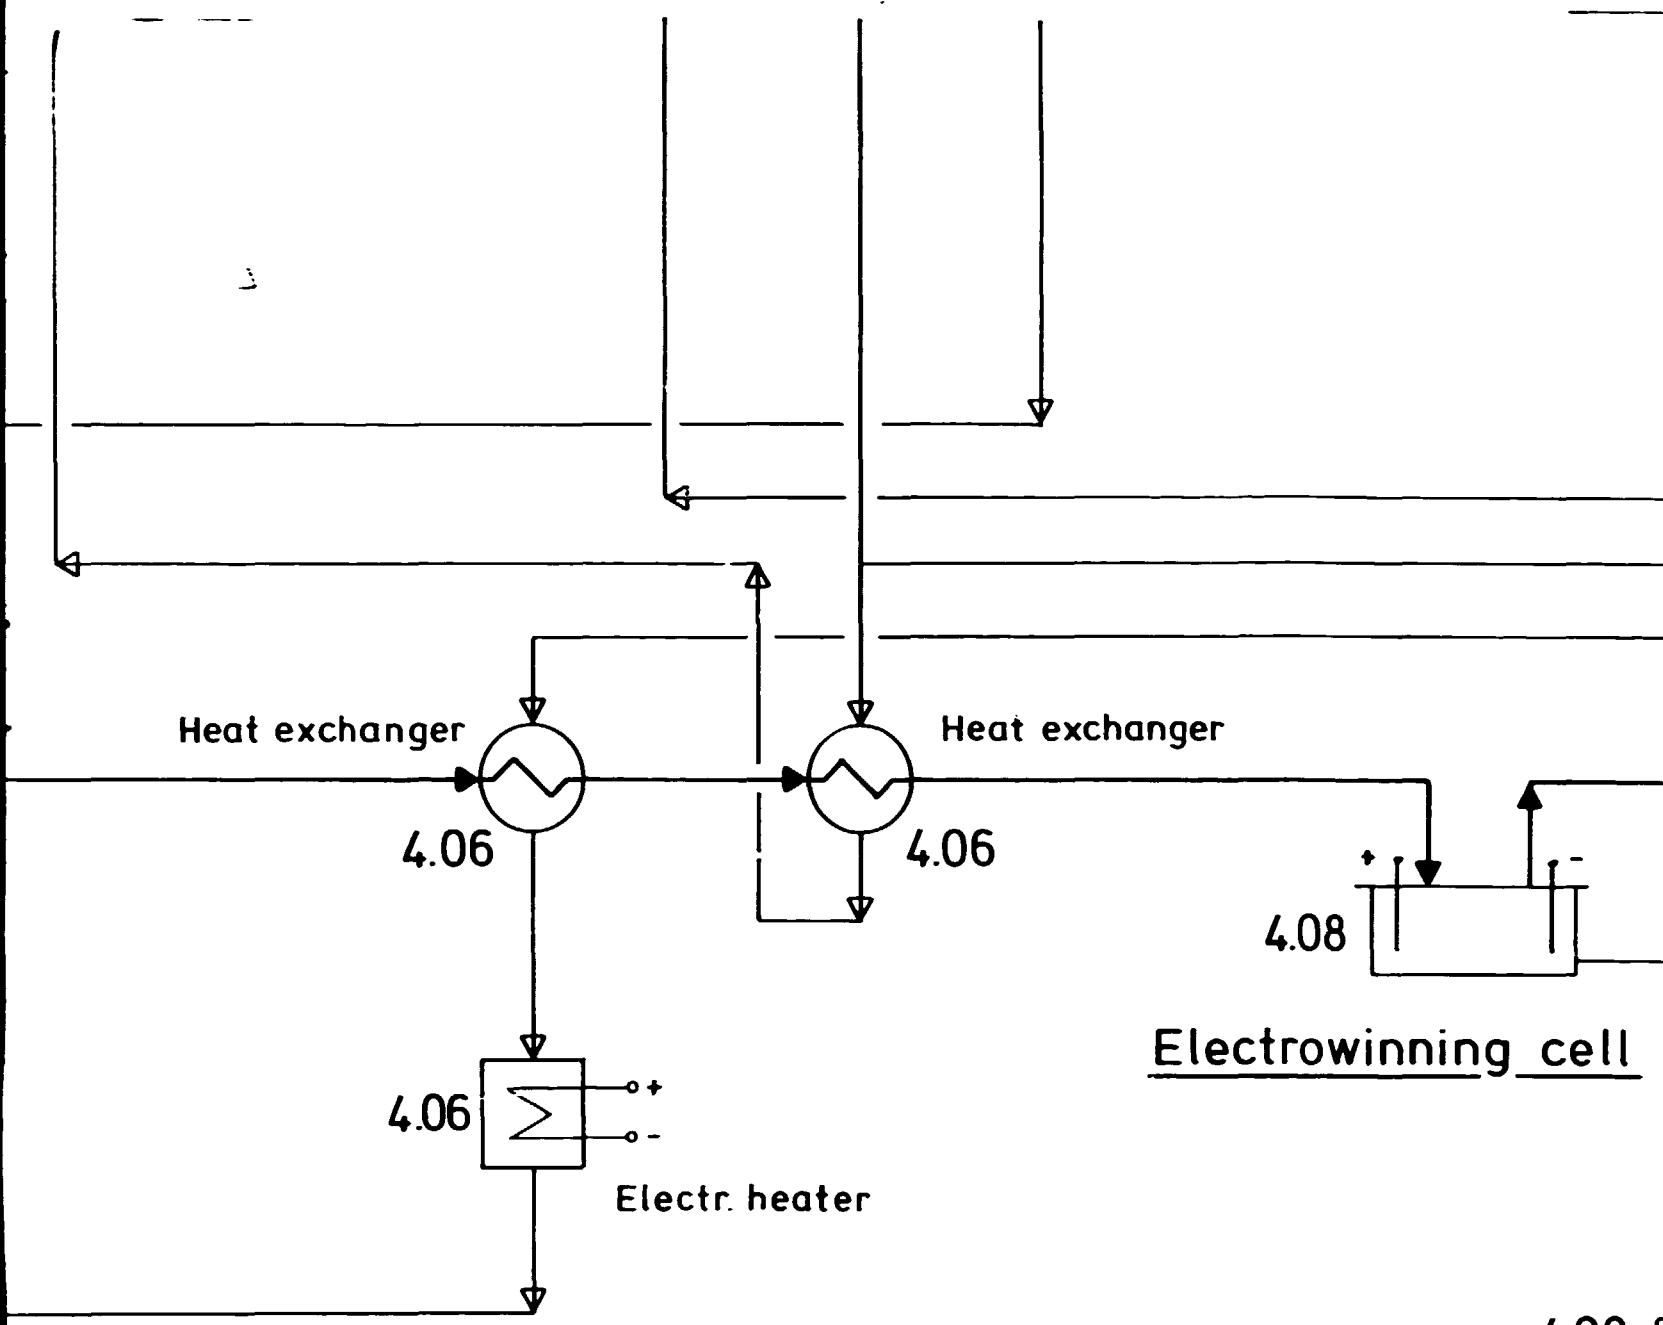 Heat exchanger
Heat exchanger
4.06
4.06
+
-
4.08
Electrowinning cell
4.06
+
-
Electr. heater